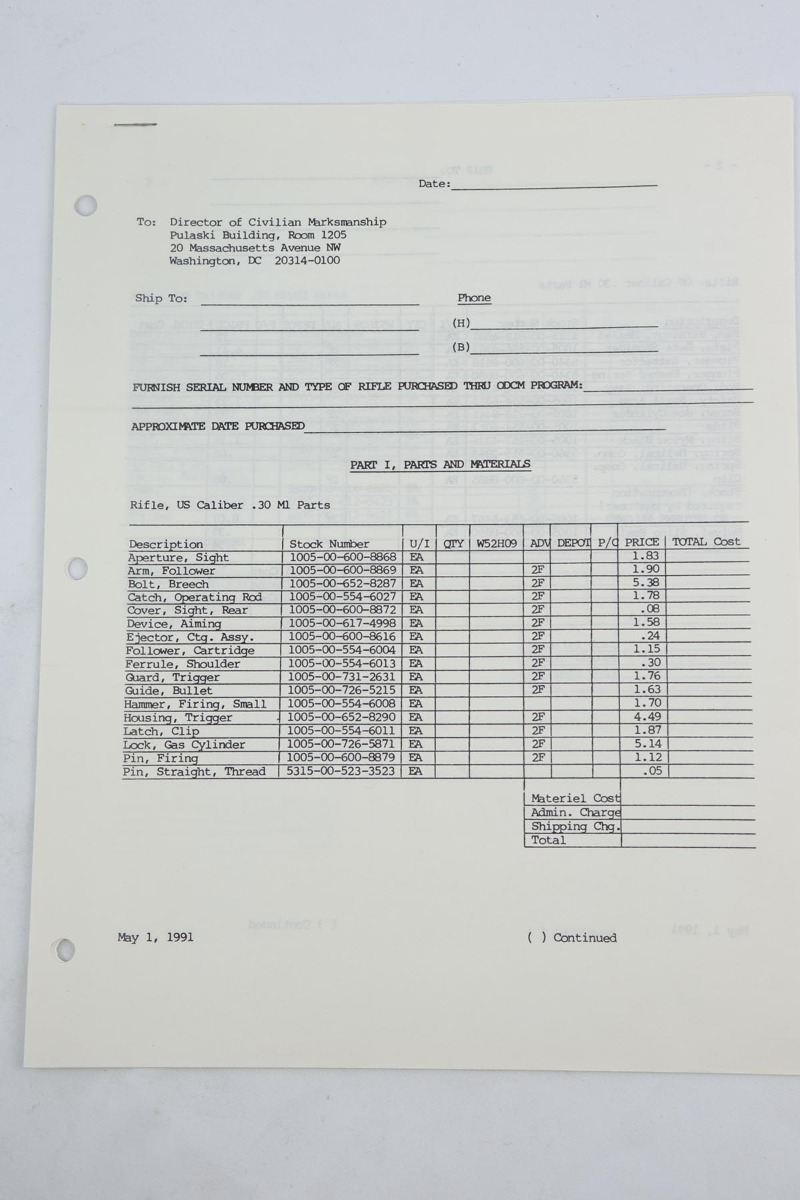 Date:
To: Director of Civilian Marksmanship
Pulaski Building, Room 1205
20 Massachusetts Avenue NW
Washington, DC 20314-0100
Ship To: Phone
(H)
(B)
FURNISH SERIAL NUMBER AND TYPE OF RIFLE PURCHASED THRU ODCM PROGRAM:
APPROXIMATE DATE PURCHASED
PART I, PARTS AND MATERIALS
Rifle, US Caliber .30 M1 Parts
Description Stock Number U/I QTY W52H09 ADV DEPOT P/C PRICE TOTAL Cost
Aperture, Sight 1005-00-600-8868 EA 1.83
Arm, Follower 1005-00-600-8869 EA 2F 1.90
Bolt, Breech 1005-00-652-8287 EA 2F 5.38
Catch, Operating Rod 1005-00-554-6027 EA 2F 1.78
Cover, Sight, Rear 1005-00-600-8872 EA 2F .08
Device, Aiming 1005-00-617-4998 EA 2F 1.58
Ejector, Ctg. Assy. 1005-00-600-8616 EA 2F .24
Follower, Cartridge 1005-00-554-6004 EA 2F 1.15
Ferrule, Shoulder 1005-00-554-6013 EA 2F .30
Guard, Trigger 1005-00-731-2631 EA 2F 1.76
Guide, Bullet 1005-00-726-5215 EA 2F 1.63
Hammer, Firing, Small 1005-00-554-6008 EA 1.70
Housing, Trigger 1005-00-652-8290 EA 2F 4.49
Latch, Clip 1005-00-554-6011 EA 2F 1.87
Lock, Gas Cylinder 1005-00-726-5871 EA 2F 5.14
Pin, Firing 1005-00-600-8879 EA 2F 1.12
Pin, Straight, Thread 5315-00-523-3523 EA .05
Materiel Cost
Admin. Charge
Shipping Chg.
Total
May 1, 1991 ( ) Continued